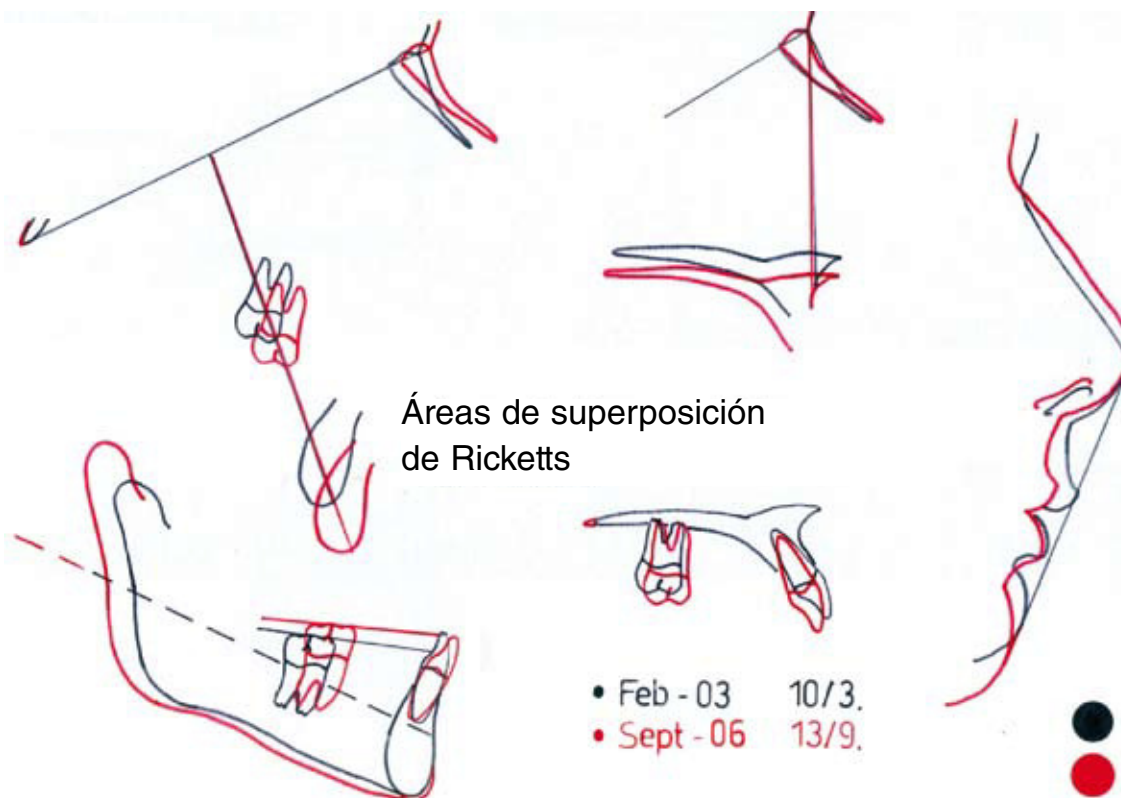 Áreas de superposición
de Ricketts
• Feb - 03 10/3.
• Sept - 06 13/9.